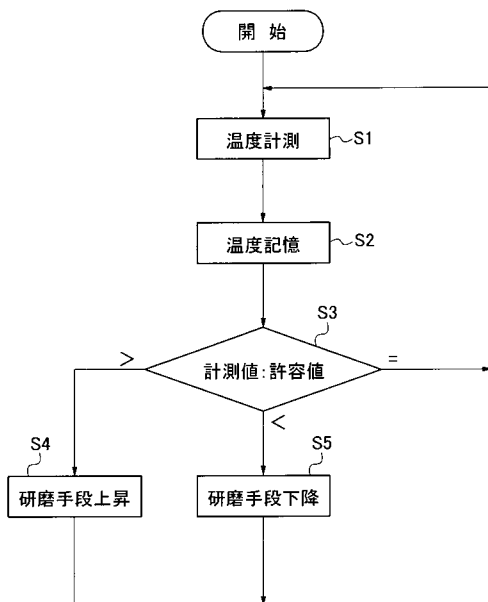 開 始
温度計測
S1
温度記憶
S2
S3
計測値:許容値
>
=
<
S4
研磨手段上昇
S5
研磨手段下降